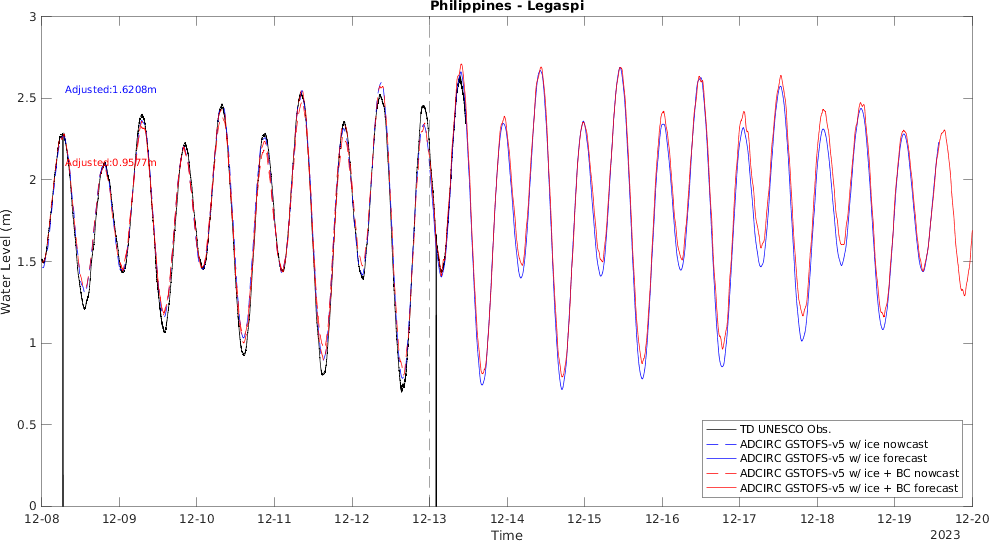 Philippines - Legaspi
3
2.5
2
1.5
1
0.5
0
Water Level (m)
Adjusted:1.6208m
Adjusted:0.9577m
TD UNESCO Obs.
ADCIRC GSTOFS-v5 w/ ice nowcast
ADCIRC GSTOFS-v5 w/ ice forecast
ADCIRC GSTOFS-v5 w/ ice + BC nowcast
ADCIRC GSTOFS-v5 w/ ice + BC forecast
12-08 12-09 12-10 12-11 12-12 12-13 12-14 12-15 12-16 12-17 12-18 12-19 12-20
Time
2023